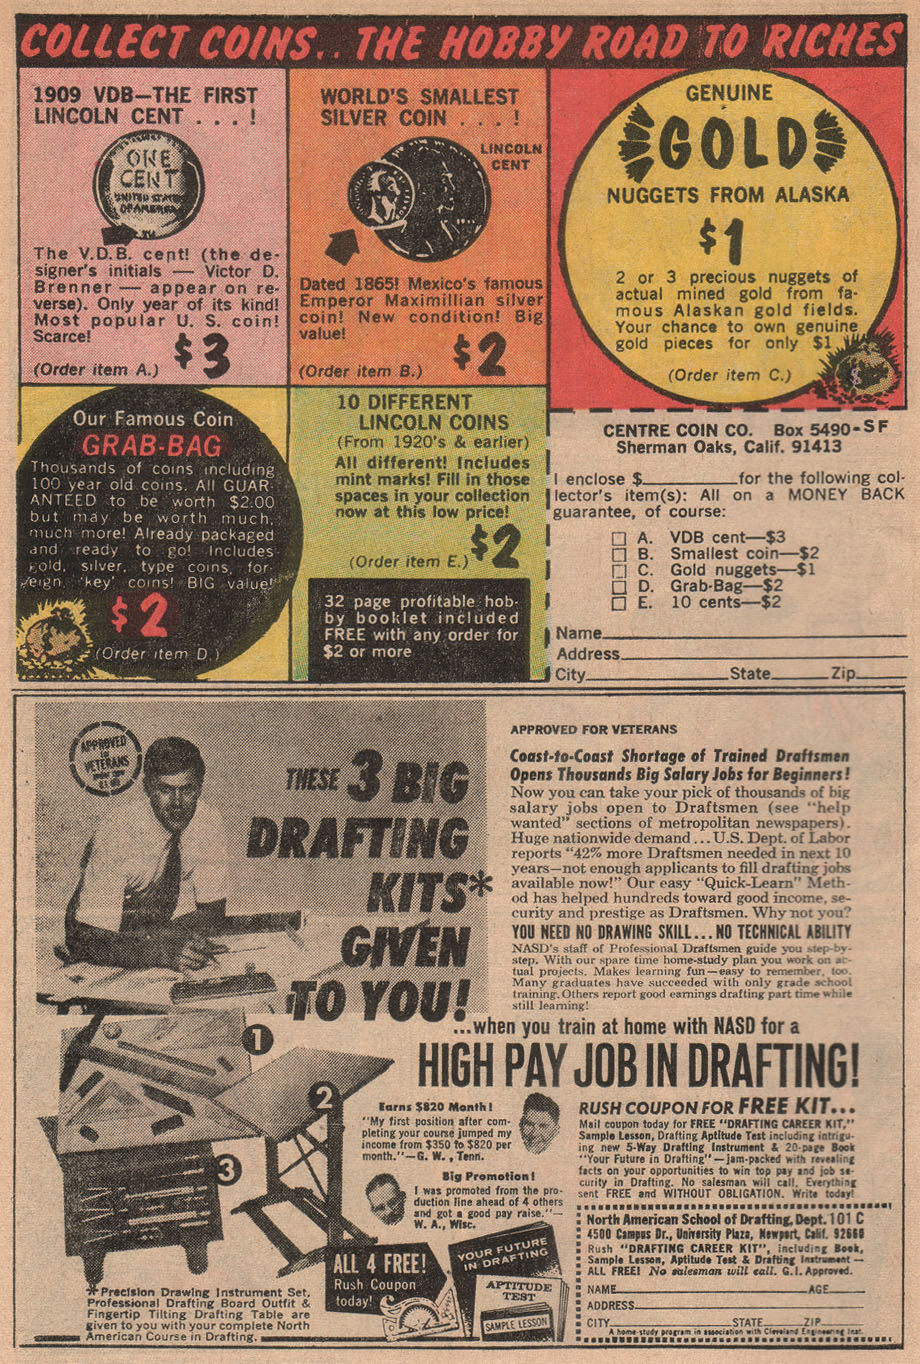 COLLECT COINS.. THE HOBBY ROAD TO RICHES
1909 VDB—THE FIRST
LINCOLN CENT . . . !
ONE
CENT
UNITED STATES
OF AMERICA
The V.D.B. cent! (the de-
signer's initials — Victor D.
Brenner — appear on re-
verse). Only year of its kind!
Most popular U. S. coin!
Scarce!
$3
(Order item A.)
WORLD'S SMALLEST
SILVER COIN . . . !
LINCOLN
CENT
Dated 1865! Mexico's famous
Emperor Maximillian silver
coin! New condition! Big
value!
$2
(Order item B.)
GENUINE
GOLD
NUGGETS FROM ALASKA
$1
2 or 3 precious nuggets of
actual mined gold from fa-
mous Alaskan gold fields.
Your chance to own genuine
gold pieces for only $1.
(Order item C.)
$
Our Famous Coin
GRAB-BAG
Thousands of coins including
100 year old coins. All GUAR-
ANTEED to be worth $2.00
but may be worth much,
much more! Already packaged
and ready to go! Includes
gold, silver, type coins, for-
eign, 'key' coins! BIG value!
$2
(Order item D.)
10 DIFFERENT
LINCOLN COINS
(From 1920's & earlier)
All different! Includes
mint marks! Fill in those
spaces in your collection
now at this low price!
$2
(Order item E.)
32 page profitable hob-
by booklet included
FREE with any order for
$2 or more
CENTRE COIN CO. Box 5490-SF
Sherman Oaks, Calif. 91413
I enclose $ for the following col-
lector's item(s): All on a MONEY BACK
guarantee, of course:
A. VDB cent—$3
B. Smallest coin—$2
C. Gold nuggets—$1
D. Grab-Bag—$2
E. 10 cents—$2
Name
Address
City State Zip
APPROVED
for
VETERANS
THESE 3 BIG
DRAFTING
KITS*
GIVEN
TO YOU!
1
2
3
APPROVED FOR VETERANS
Coast-to-Coast Shortage of Trained Draftsmen
Opens Thousands Big Salary Jobs for Beginners!
Now you can take your pick of thousands of big
salary jobs open to Draftsmen (see "help
wanted" sections of metropolitan newspapers).
Huge nationwide demand ... U.S. Dept. of Labor
reports "42% more Draftsmen needed in next 10
years—not enough applicants to fill drafting jobs
available now!" Our easy "Quick-Learn" Meth-
od has helped hundreds toward good income, se-
curity and prestige as Draftsmen. Why not you?
YOU NEED NO DRAWING SKILL...NO TECHNICAL ABILITY
NASD's staff of Professional Draftsmen guide you step-by-
step. With our spare time home-study plan you work on ac-
tual projects. Makes learning fun—easy to remember, too.
Many graduates have succeeded with only grade school
training. Others report good earnings drafting part time while
still learning!
...when you train at home with NASD for a
HIGH PAY JOB IN DRAFTING!
Earns $820 Month!
"My first position after com-
pleting your course jumped my
income from $350 to $820 per
month."—G. W., Tenn.
Big Promotion!
I was promoted from the pro-
duction line ahead of 4 others
and got a good pay raise."—
W. A., Wisc.
ALL 4 FREE!
Rush Coupon
today!
YOUR FUTURE
IN DRAFTING
APTITUDE
TEST
SAMPLE LESSON
*Precision Drawing Instrument Set,
Professional Drafting Board Outfit &
Fingertip Tilting Drafting Table are
given to you with your complete North
American Course in Drafting.
RUSH COUPON FOR FREE KIT...
Mail coupon today for FREE "DRAFTING CAREER KIT,"
Sample Lesson, Drafting Aptitude Test including intrigu-
ing new 5-Way Drafting Instrument & 20-page Book
"Your Future in Drafting"—jam-packed with revealing
facts on your opportunities to win top pay and job se-
curity in Drafting. No salesman will call. Everything
sent FREE and WITHOUT OBLIGATION. Write today!
North American School of Drafting, Dept. 101 C
4500 Campus Dr., University Plaza, Newport, Calif. 92660
Rush "DRAFTING CAREER KIT", including Book,
Sample Lesson, Aptitude Test & Drafting Instrument—
ALL FREE! No salesman will call. G.I. Approved.
NAME AGE
ADDRESS
CITY STATE ZIP
A home-study program in association with Cleveland Engineering Inst.